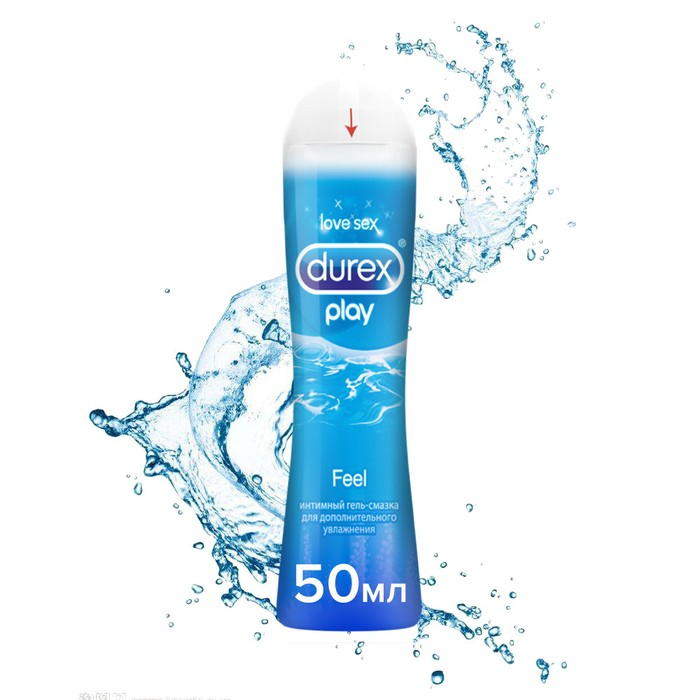 love sex
durex®
play
Feel
интимный гель-смазка
для дополнительного
увлажнения
50мл